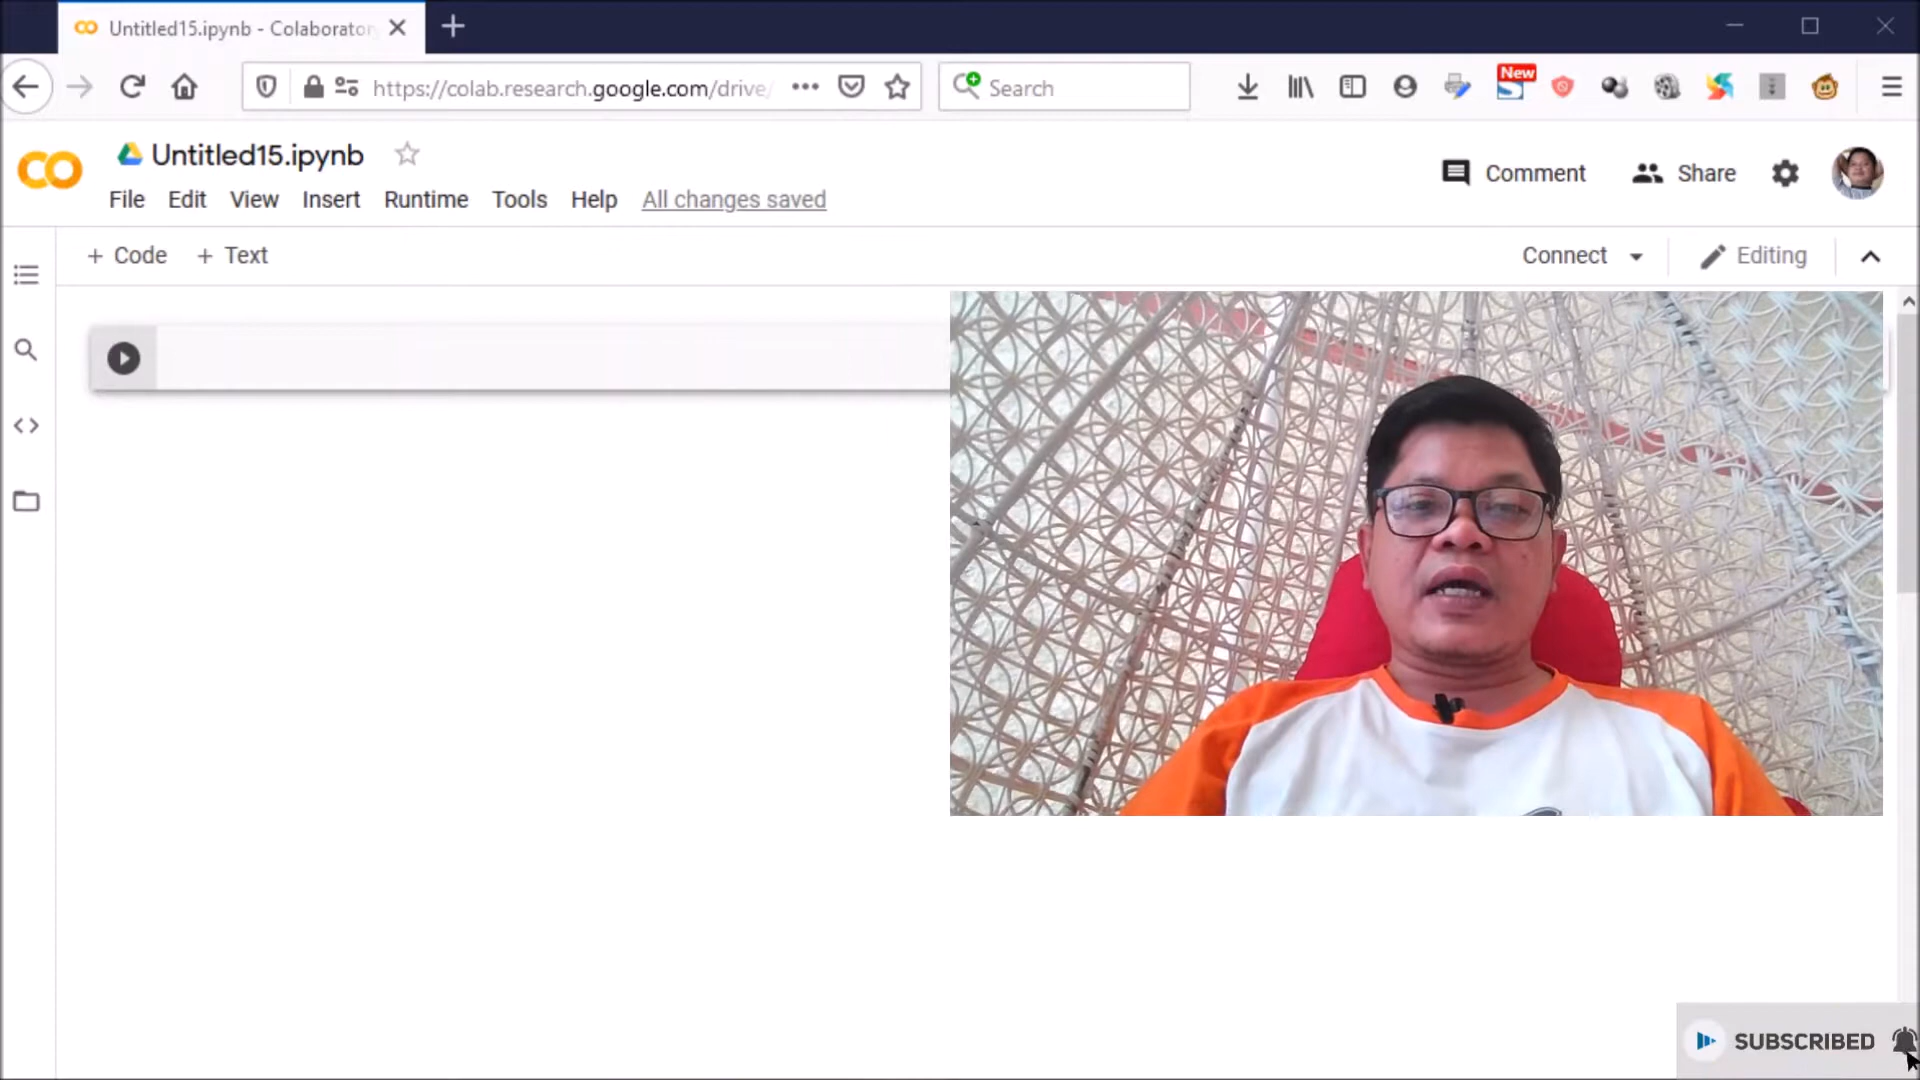 Untitled15.ipynb - Colaborator
https://colab.research.google.com/drive/
Search
New
Untitled15.ipynb
File Edit View Insert Runtime Tools Help All changes saved
Comment Share
+ Code + Text
Connect Editing
SUBSCRIBED